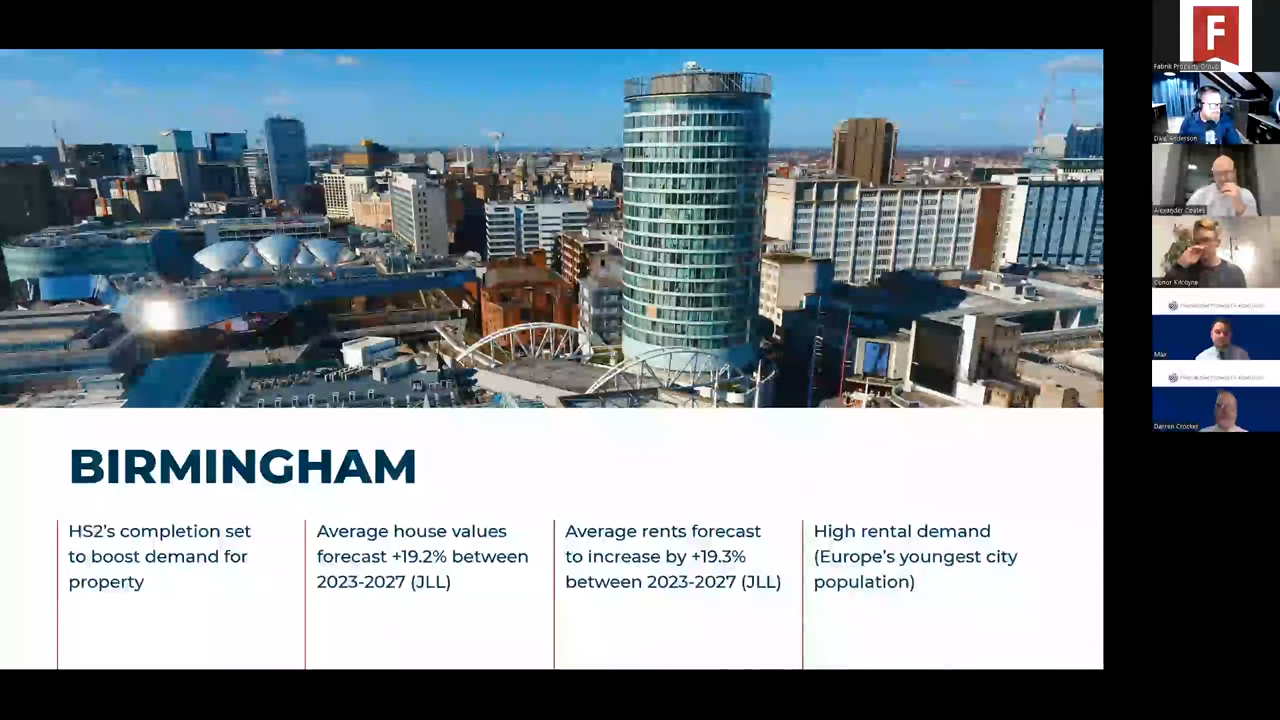 F
Fabrik Property Group
Dale Anderson
Alexander Coates
Conor Kilcoyne
Max
Darren Crocker
BIRMINGHAM
HS2’s completion set
to boost demand for
property
Average house values
forecast +19.2% between
2023-2027 (JLL)
Average rents forecast
to increase by +19.3%
between 2023-2027 (JLL)
High rental demand
(Europe’s youngest city
population)